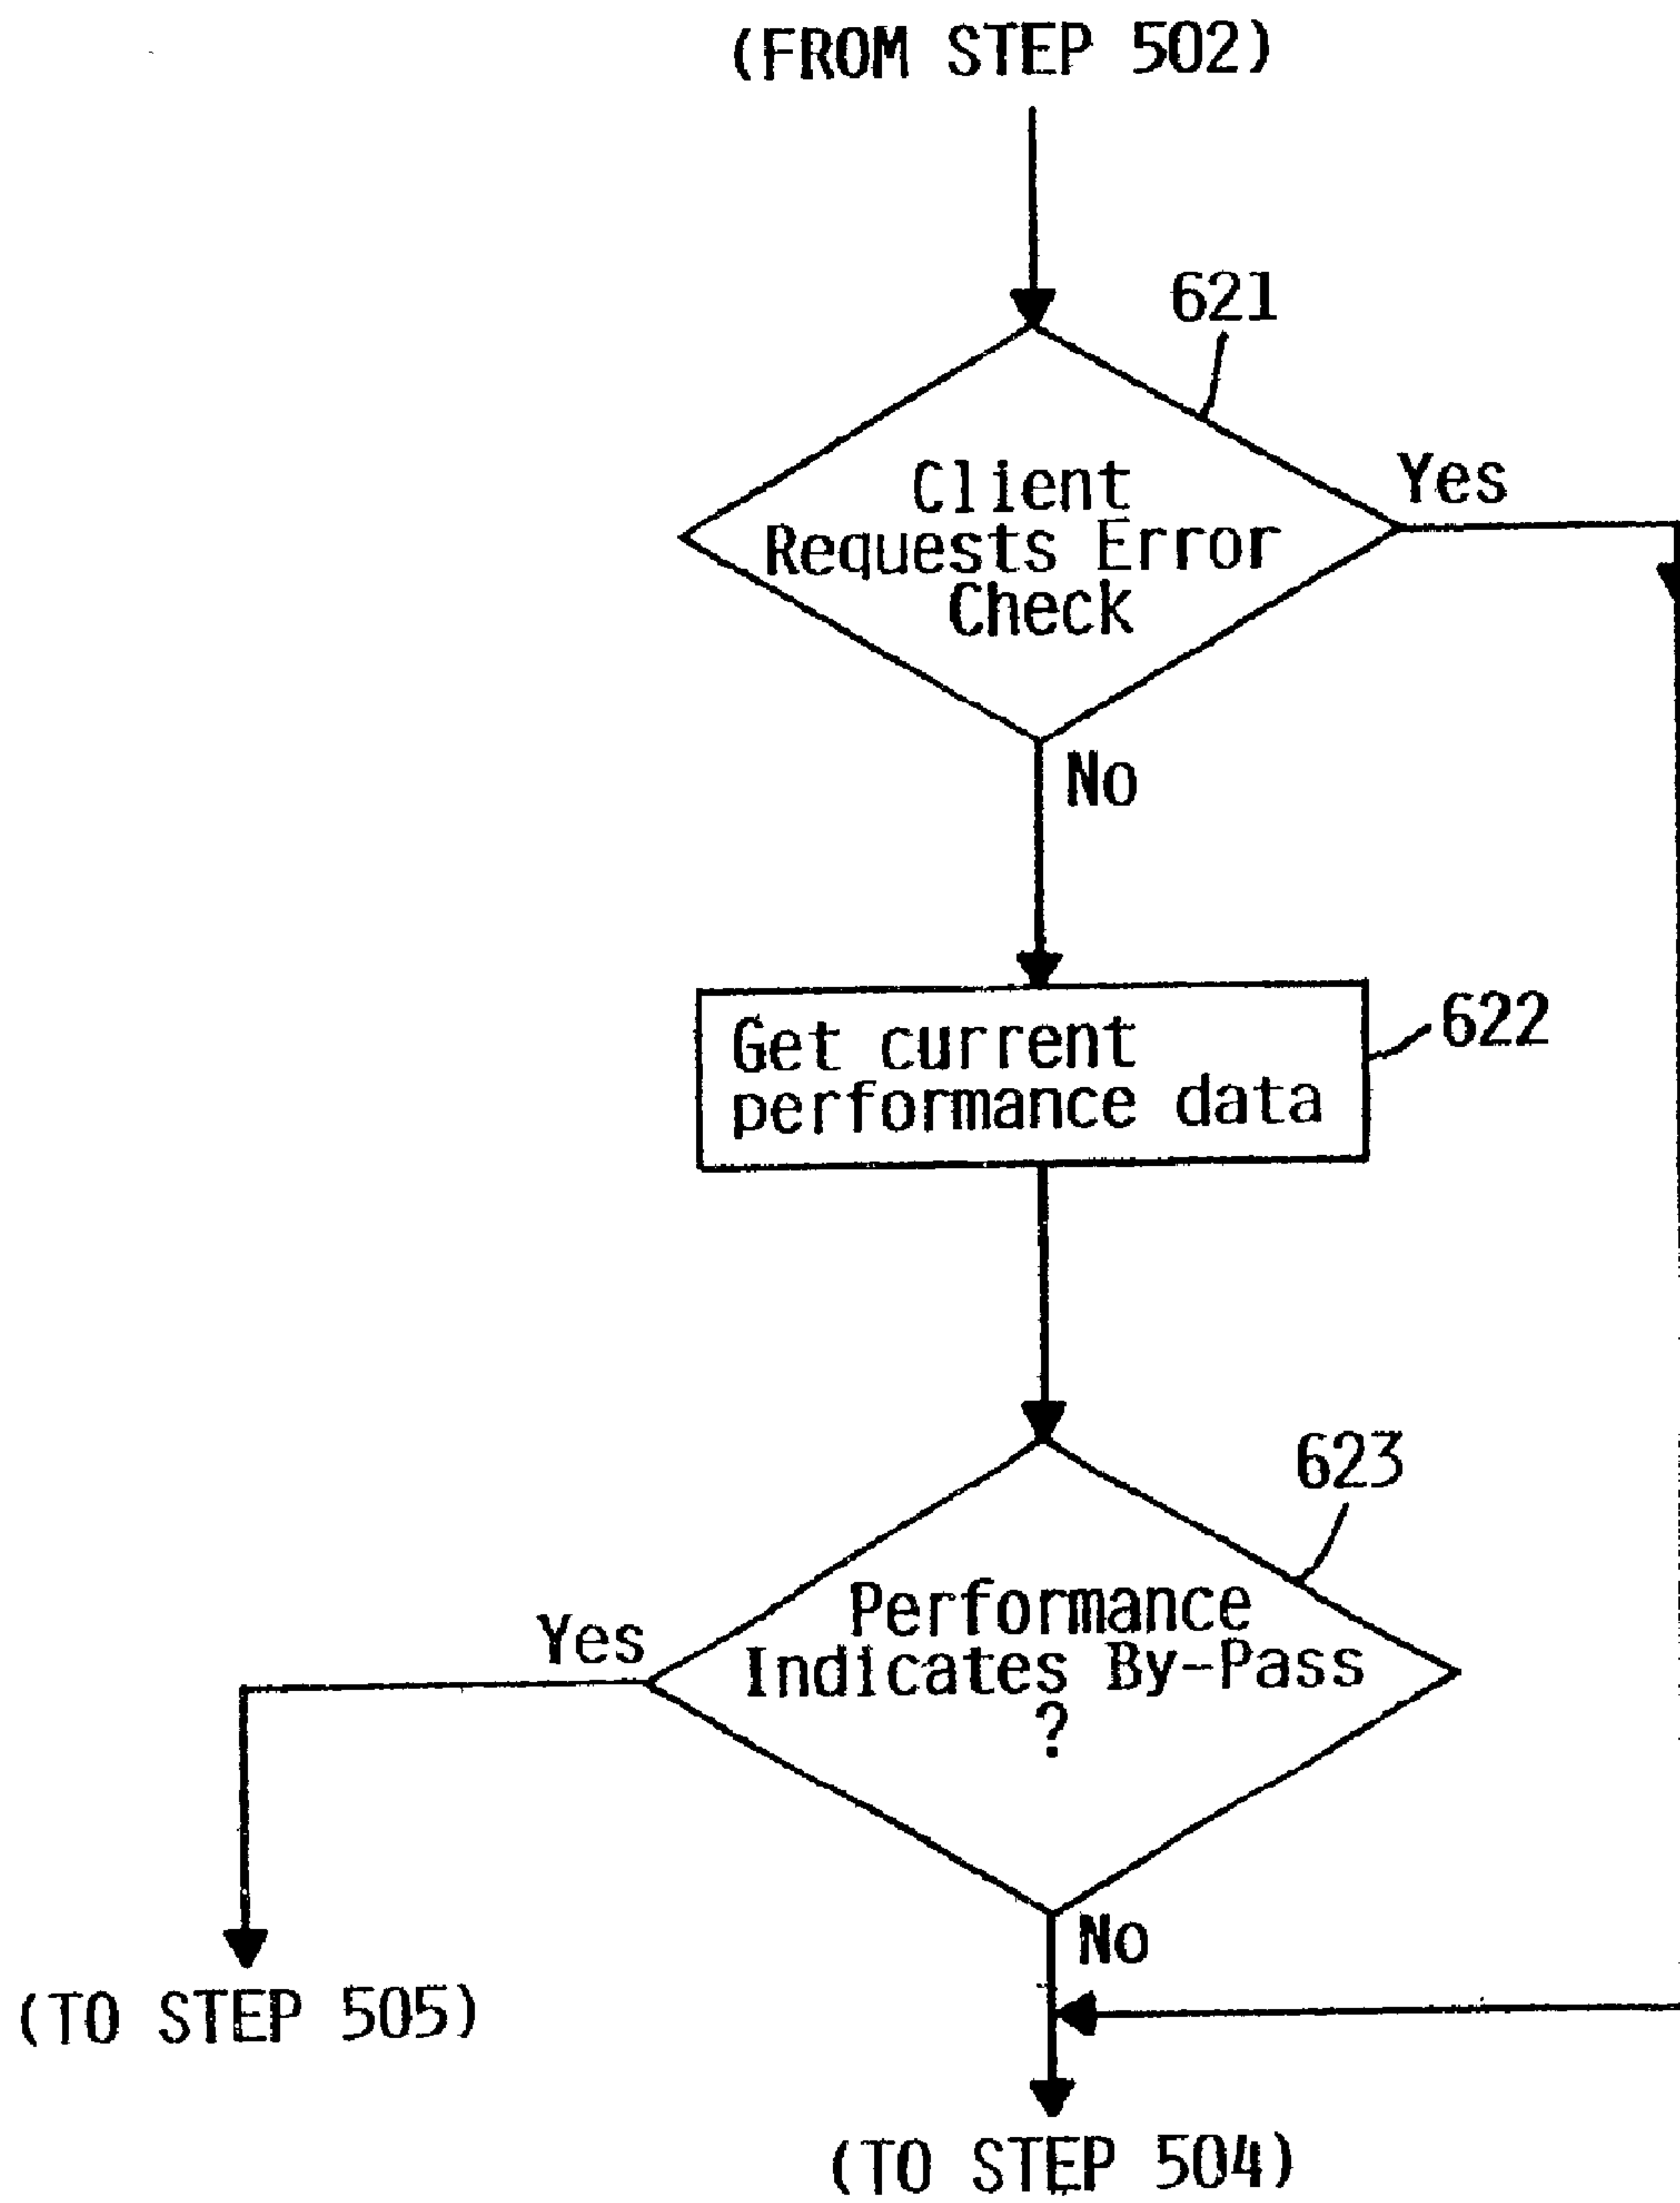 (FROM STEP 502)
621
Client
Requests Error
Check
Yes
No
Get current
performance data
622
623
Performance
Indicates By-Pass
?
Yes
No
(TO STEP 505)
(TO STEP 504)